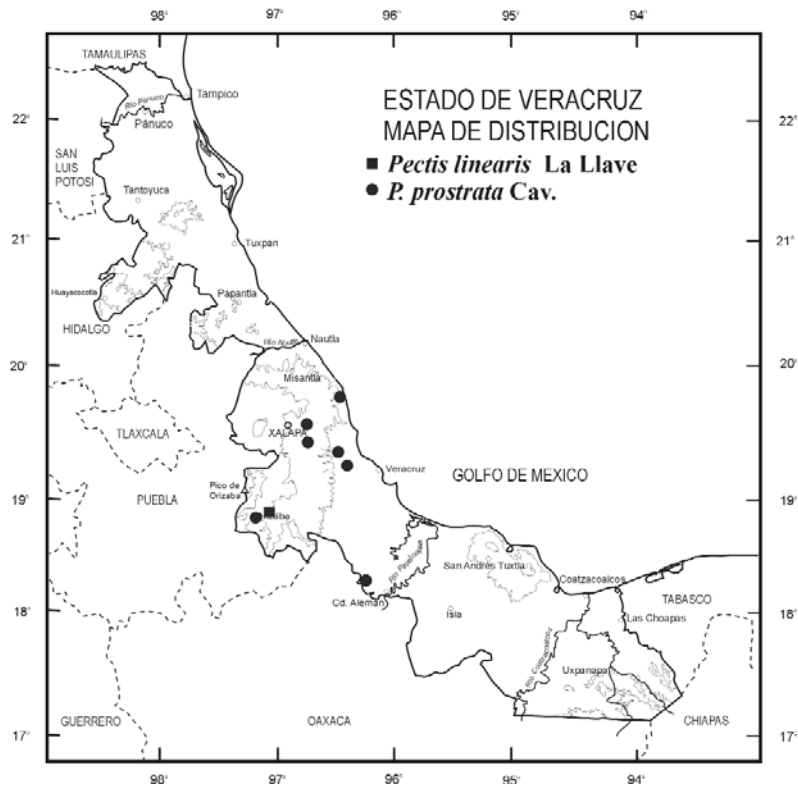 98° 97° 96° 95° 94°
TAMAULIPAS
Río Pánuco
Tampico
22°
Pánuco
22°
ESTADO DE VERACRUZ
MAPA DE DISTRIBUCION
Pectis linearis La Llave
P. prostrata Cav.
SAN
LUIS
POTOSI
Tantoyuca
21°
Tuxpan
21°
Huayacocotla
Papantla
HIDALGO
Nautla
20°
20°
Misantla
XALAPA
TLAXCALA
Veracruz
GOLFO DE MEXICO
Pico de
Orizaba
PUEBLA
19°
19°
Río Papaloapan
San Andrés Tuxtla
Coatzacoalcos
18°
Cd. Alemán
Isla
TABASCO
18°
Las Choapas
Río Coatzacoalcos
Uxpanapa
GUERRERO
OAXACA
CHIAPAS
17°
17°
98° 97° 96° 95° 94°